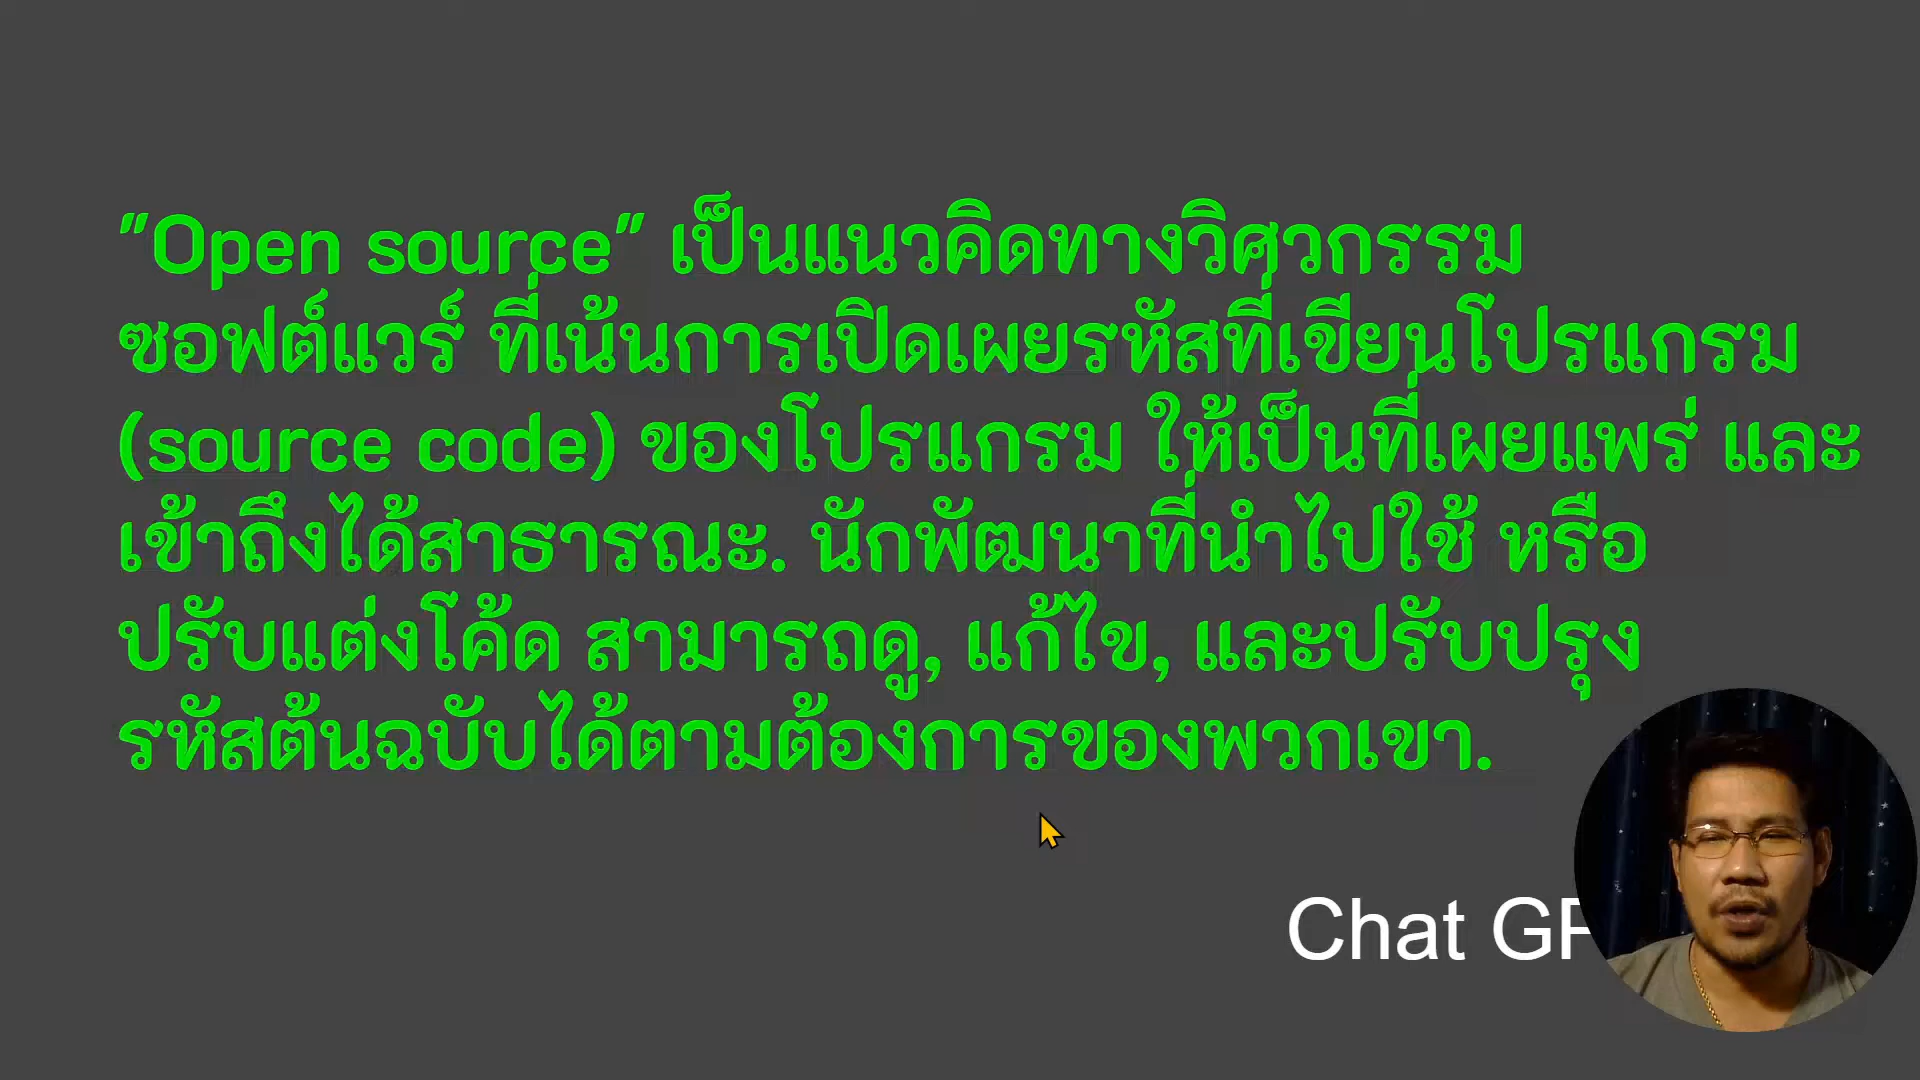 "Open source" เป็นแนวคิดทางวิศวกรรม
ซอฟต์แวร์ ที่เน้นการเปิดเผยรหัสที่เขียนโปรแกรม
(source code) ของโปรแกรม ให้เป็นที่เผยแพร่ และ
เข้าถึงได้สาธารณะ. นักพัฒนาที่นำไปใช้ หรือ
ปรับแต่งโค้ด สามารถดู, แก้ไข, และปรับปรุง
รหัสต้นฉบับได้ตามต้องการของพวกเขา.
Chat